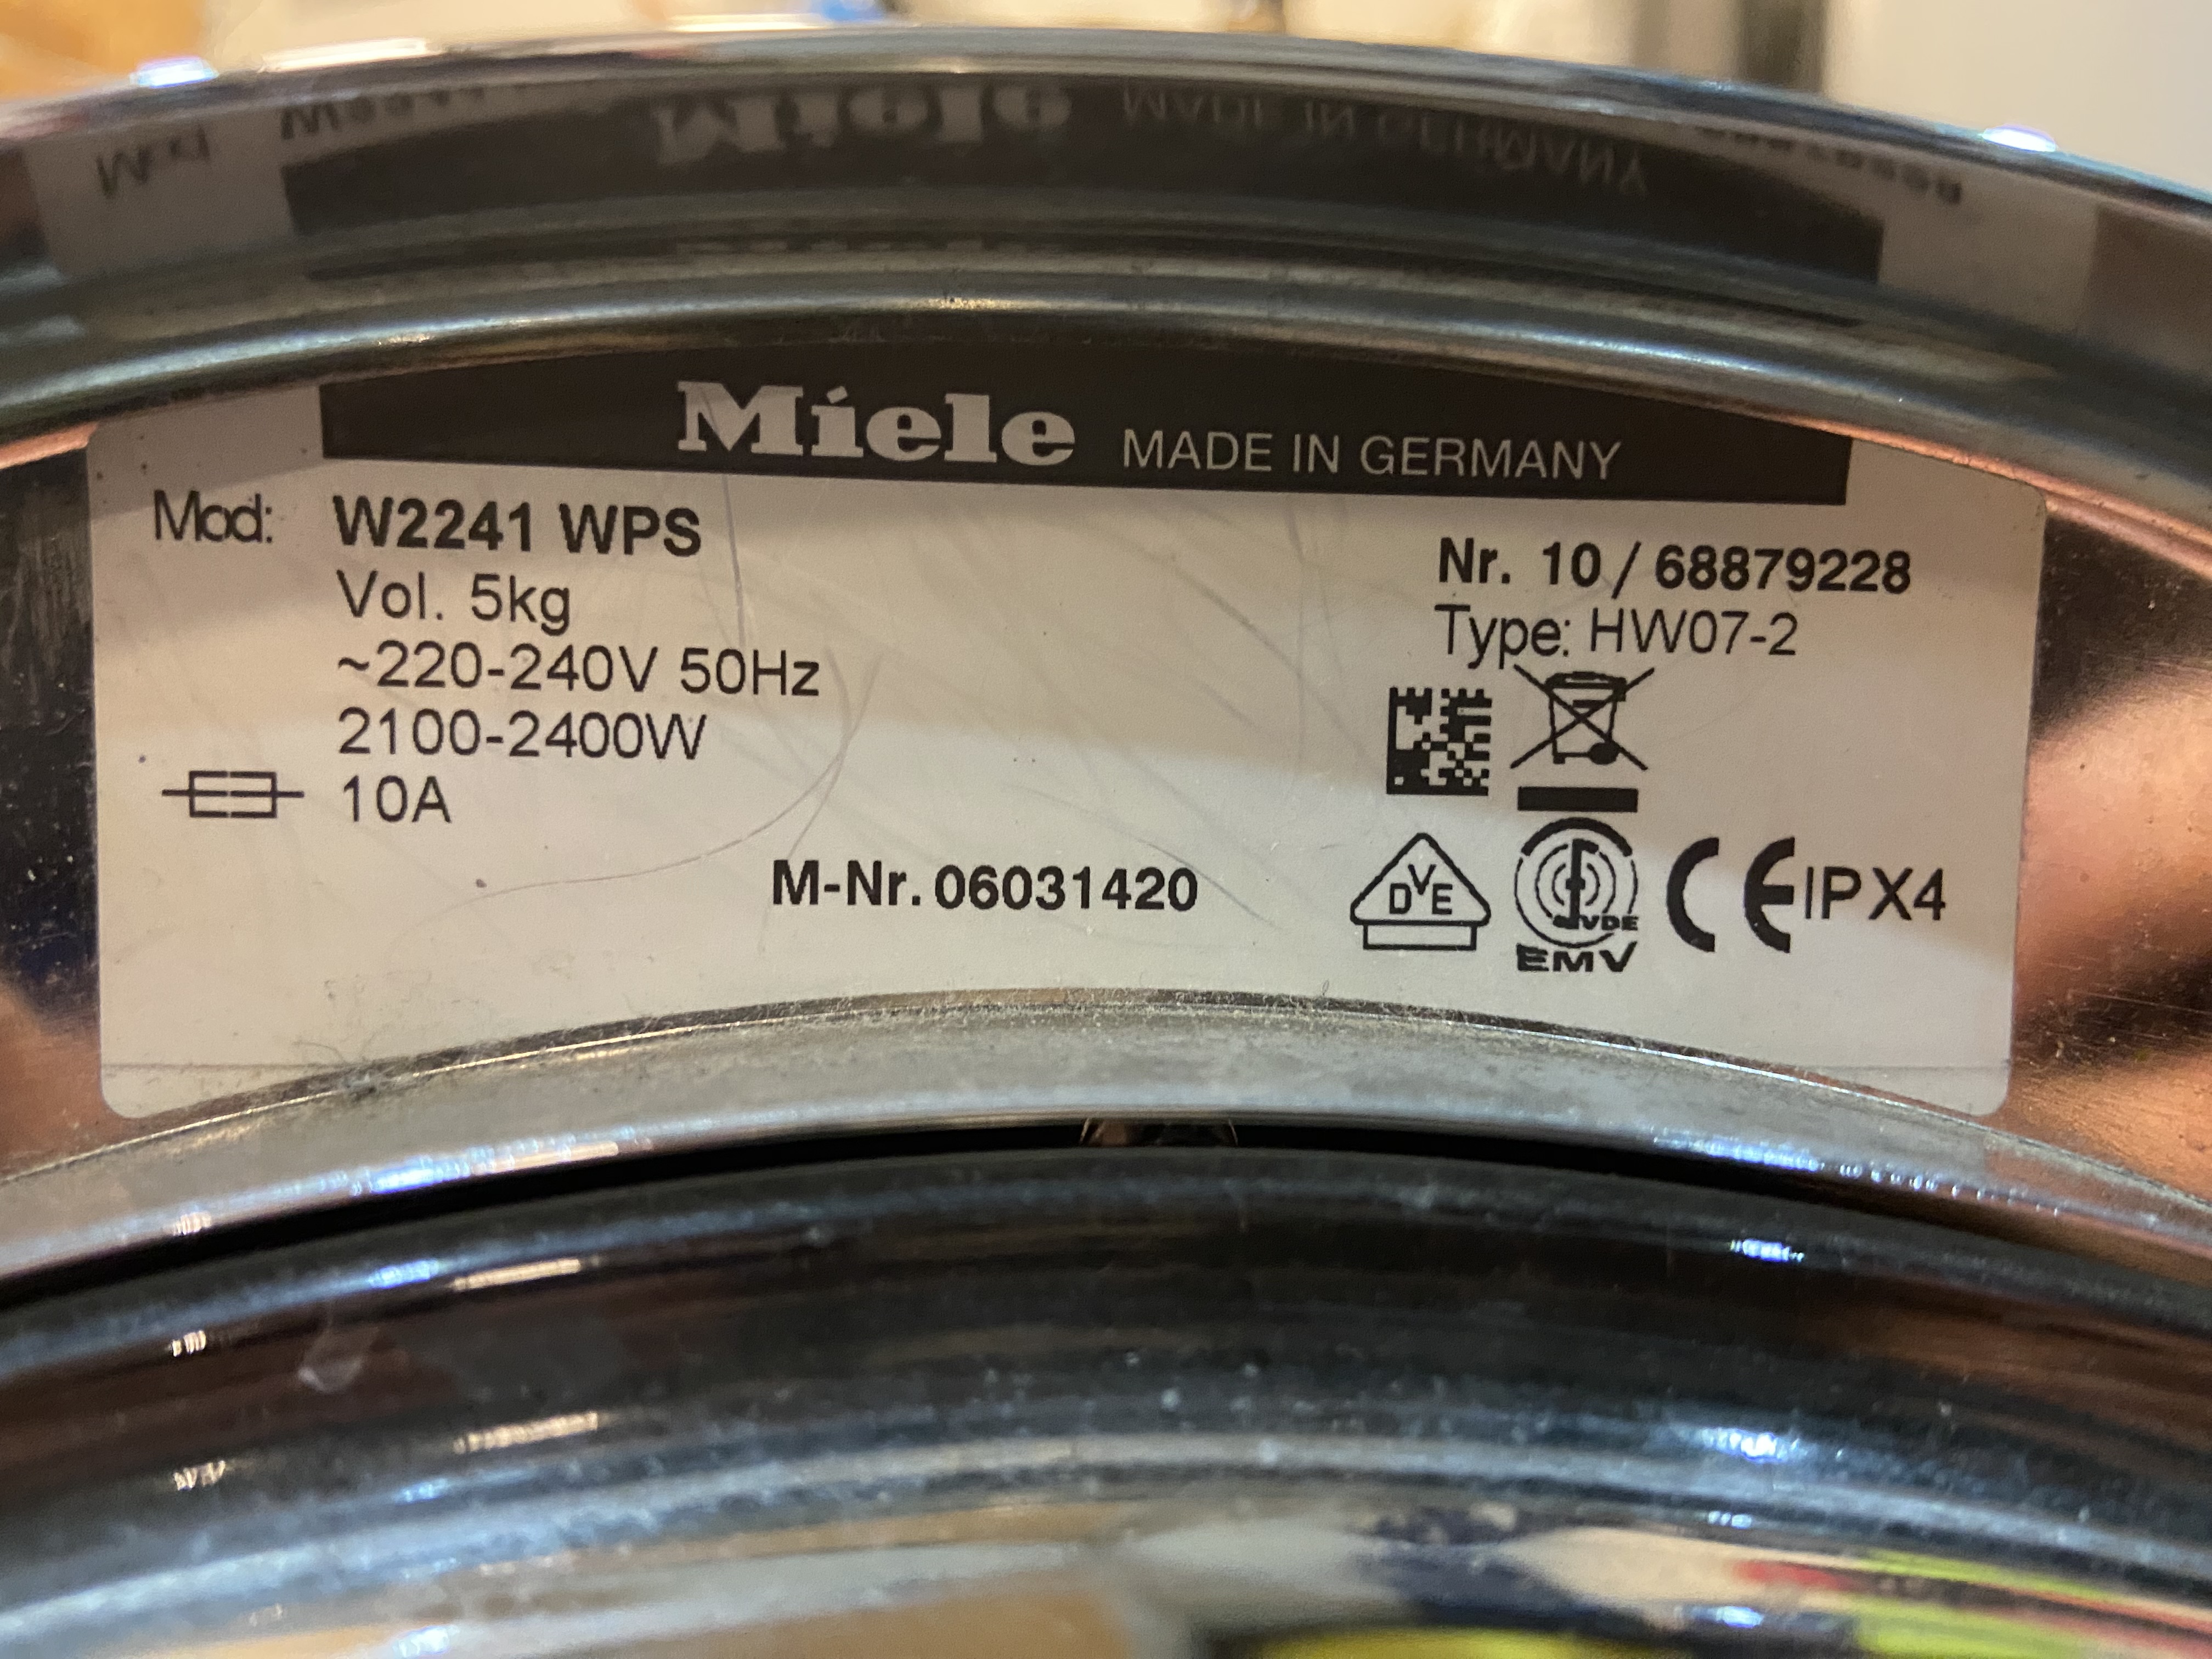 Miele MADE IN GERMANY
Mod: W2241 WPS
Vol. 5kg
~220-240V 50Hz
2100-2400W
10A
M-Nr. 06031420
Nr. 10 / 68879228
Type: HW07-2
DVE
VDE
EMV
CE IPX4